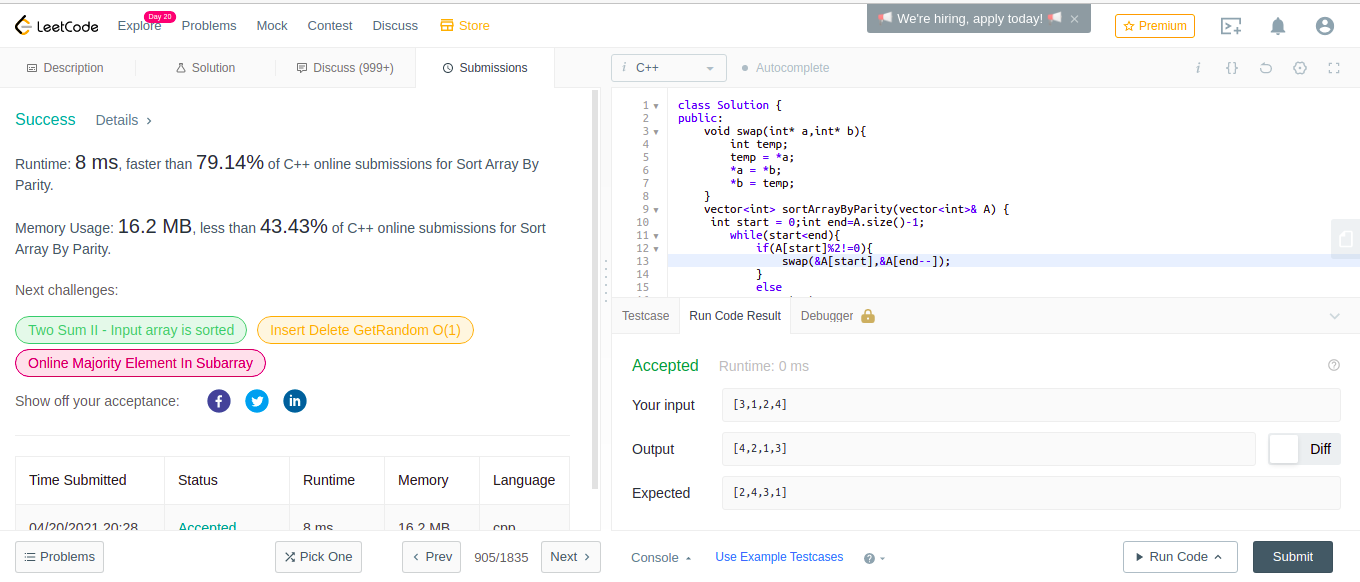 LeetCode
Explore
Day 20
Problems
Mock
Contest
Discuss
Store
We're hiring, apply today!
Premium
Description
Solution
Discuss (999+)
Submissions
i C++
Autocomplete
Success
Details >
Runtime: 8 ms, faster than 79.14% of C++ online submissions for Sort Array By
Parity.
Memory Usage: 16.2 MB, less than 43.43% of C++ online submissions for Sort
Array By Parity.
Next challenges:
Two Sum II - Input array is sorted
Insert Delete GetRandom O(1)
Online Majority Element In Subarray
Show off your acceptance:
Time Submitted Status Runtime Memory Language
04/20/2021 20:28 Accepted 8 ms 16.2 MB cpp
Problems
Pick One
< Prev
905/1835
Next >
1 class Solution {
2 public:
3 void swap(int* a,int* b){
4 int temp;
5 temp = *a;
6 *a = *b;
7 *b = temp;
8 }
9 vector<int> sortArrayByParity(vector<int>& A) {
10 int start = 0;int end=A.size()-1;
11 while(start<end){
12 if(A[start]%2!=0){
13 swap(&A[start],&A[end--]);
14 }
15 else
Testcase
Run Code Result
Debugger
Accepted
Runtime: 0 ms
Your input
[3,1,2,4]
Output
[4,2,1,3]
Diff
Expected
[2,4,3,1]
Console
Use Example Testcases
?
Run Code
Submit